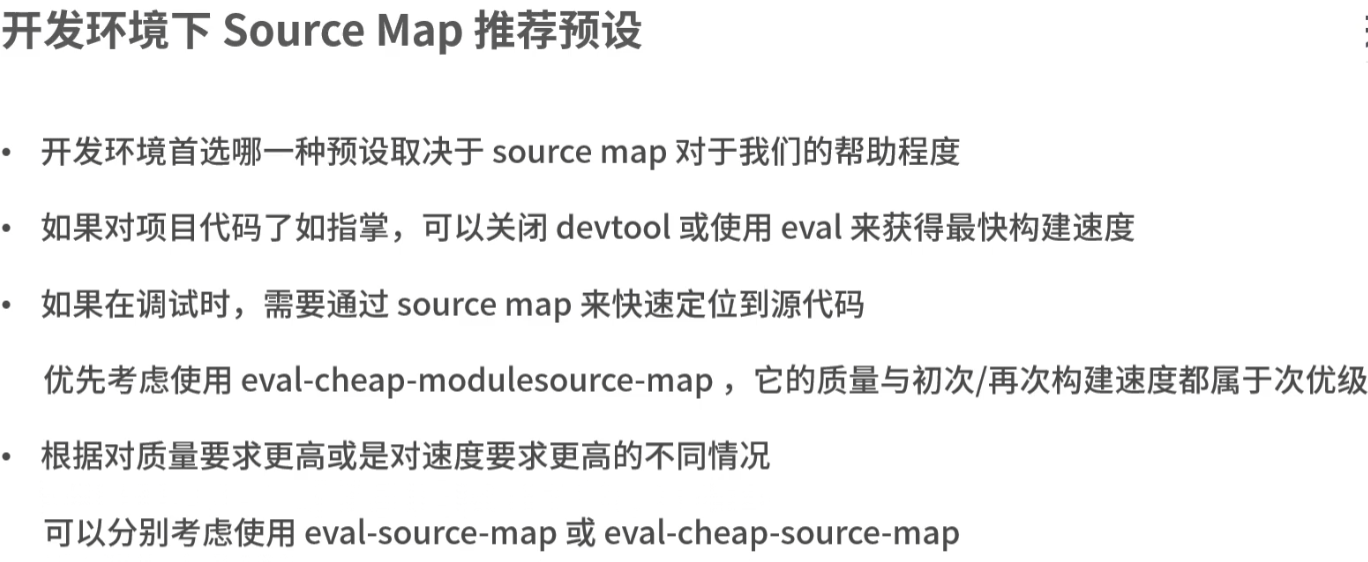 开发环境下 Source Map 推荐预设
• 开发环境首选哪一种预设取决于 source map 对于我们的帮助程度
• 如果对项目代码了如指掌，可以关闭 devtool 或使用 eval 来获得最快构建速度
• 如果在调试时，需要通过 source map 来快速定位到源代码
优先考虑使用 eval-cheap-modulesource-map ，它的质量与初次/再次构建速度都属于次优级
• 根据对质量要求更高或是对速度要求更高的不同情况
可以分别考虑使用 eval-source-map 或 eval-cheap-source-map